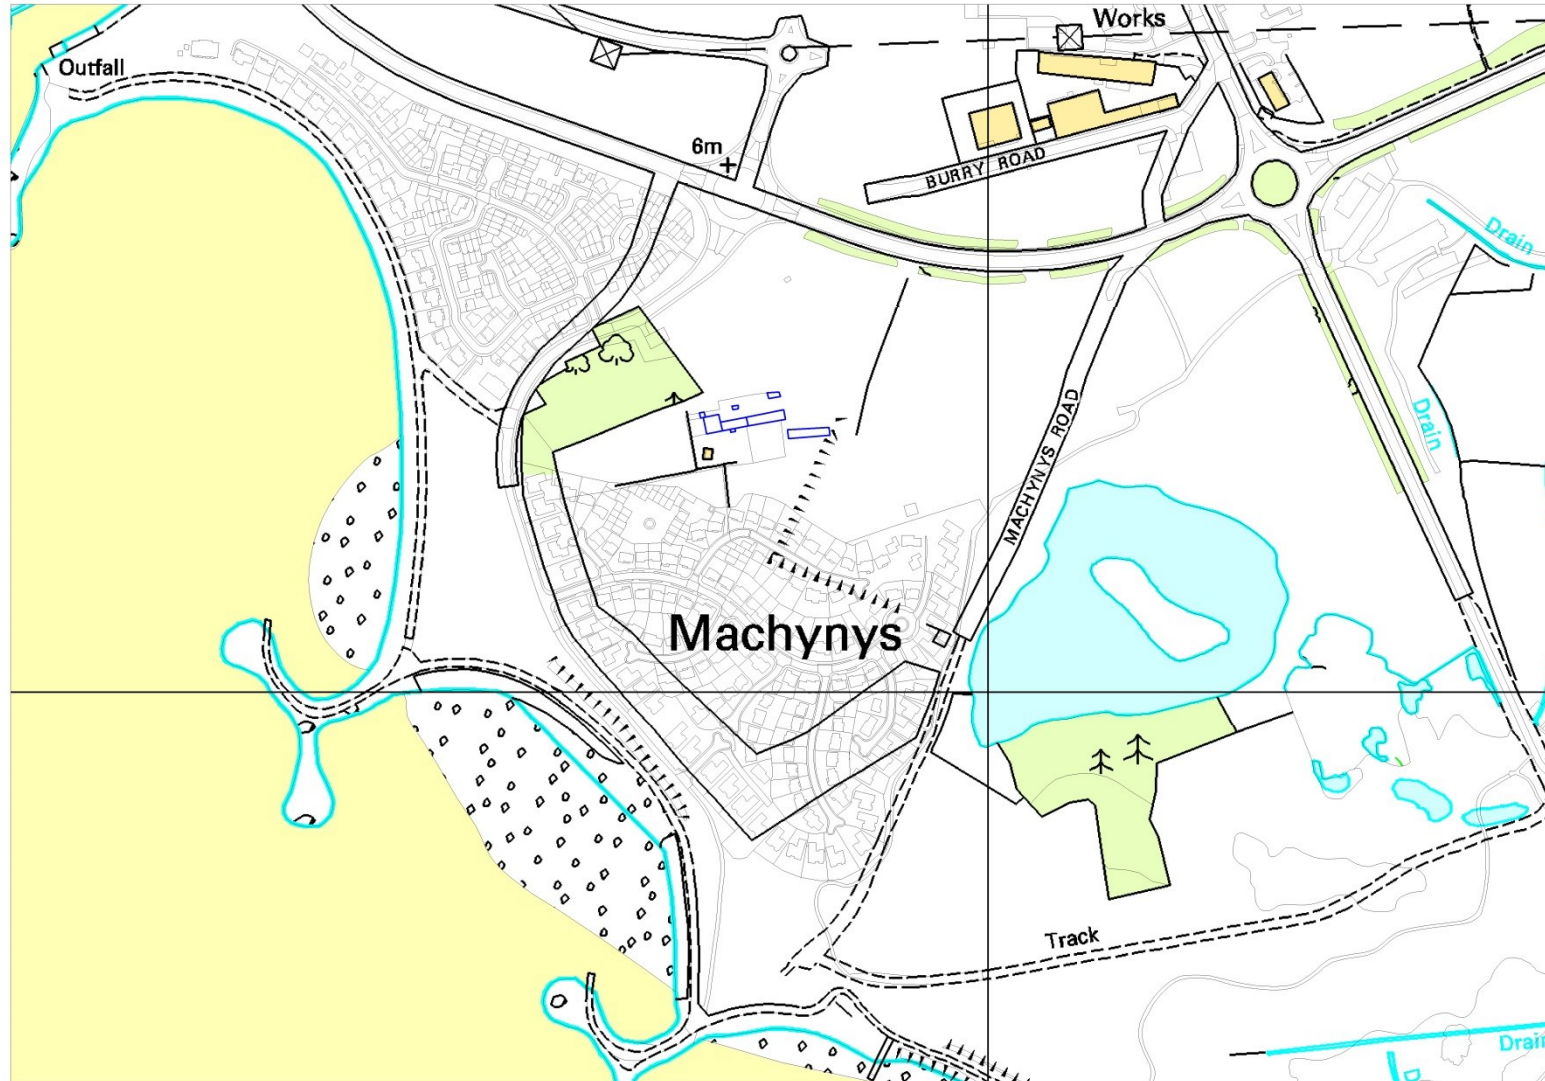 Works
Outfall
6m
BURRY ROAD
Drain
Drain
MACHYNYS ROAD
Machynys
Track
Drain
D